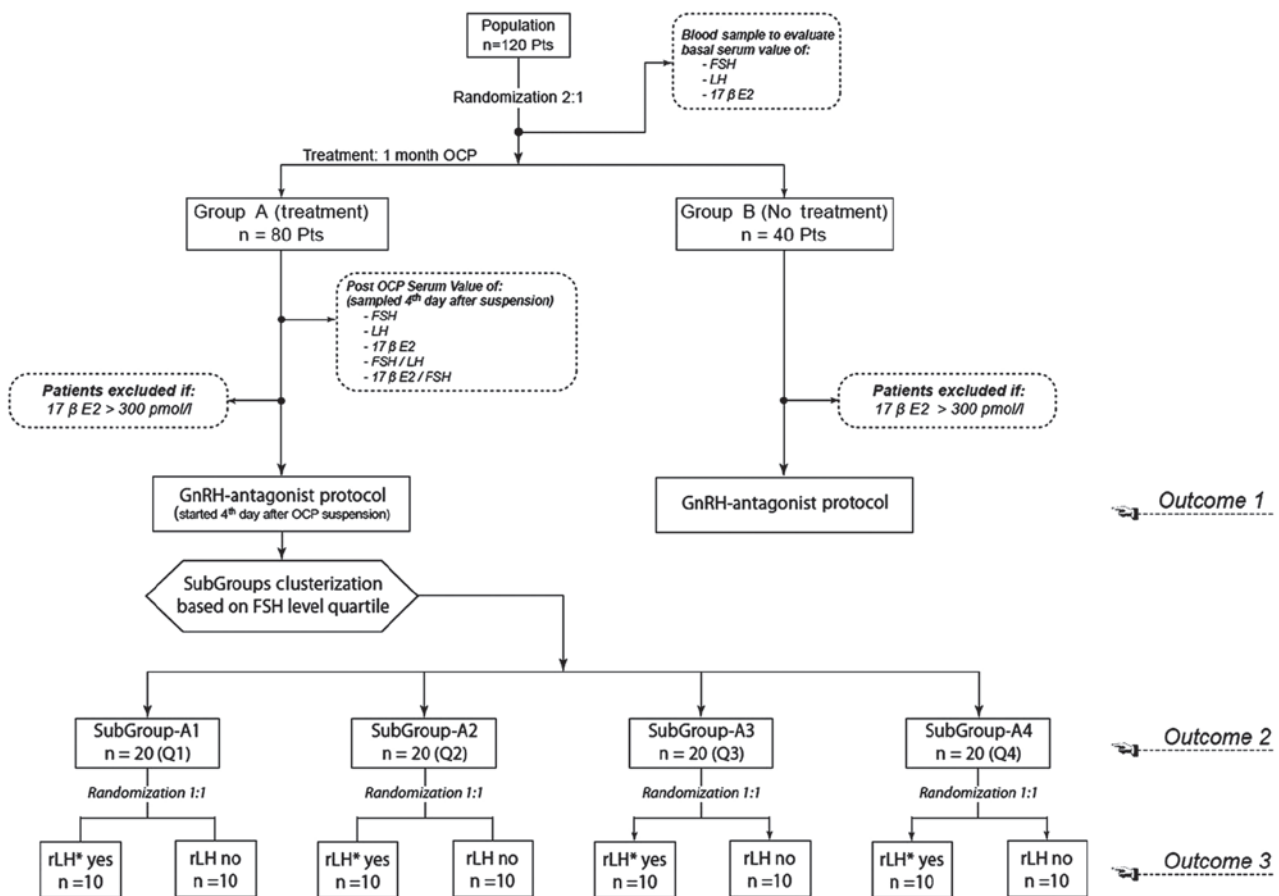 Population
n=120 Pts
Blood sample to evaluate
basal serum value of:
- FSH
- LH
- 17 β E2
Randomization 2:1
Treatment: 1 month OCP
Group A (treatment)
n = 80 Pts
Group B (No treatment)
n = 40 Pts
Post OCP Serum Value of:
(sampled 4th day after suspension)
- FSH
- LH
- 17 β E2
- FSH / LH
- 17 β E2 / FSH
Patients excluded if:
17 β E2 > 300 pmol/l
Patients excluded if:
17 β E2 > 300 pmol/l
GnRH-antagonist protocol
(started 4th day after OCP suspension)
GnRH-antagonist protocol
Outcome 1
SubGroups clusterization
based on FSH level quartile
SubGroup-A1
n = 20 (Q1)
SubGroup-A2
n = 20 (Q2)
SubGroup-A3
n = 20 (Q3)
SubGroup-A4
n = 20 (Q4)
Outcome 2
Randomization 1:1
Randomization 1:1
Randomization 1:1
Randomization 1:1
rLH* yes
n =10
rLH no
n =10
rLH* yes
n =10
rLH no
n =10
rLH* yes
n =10
rLH no
n =10
rLH* yes
n =10
rLH no
n =10
Outcome 3